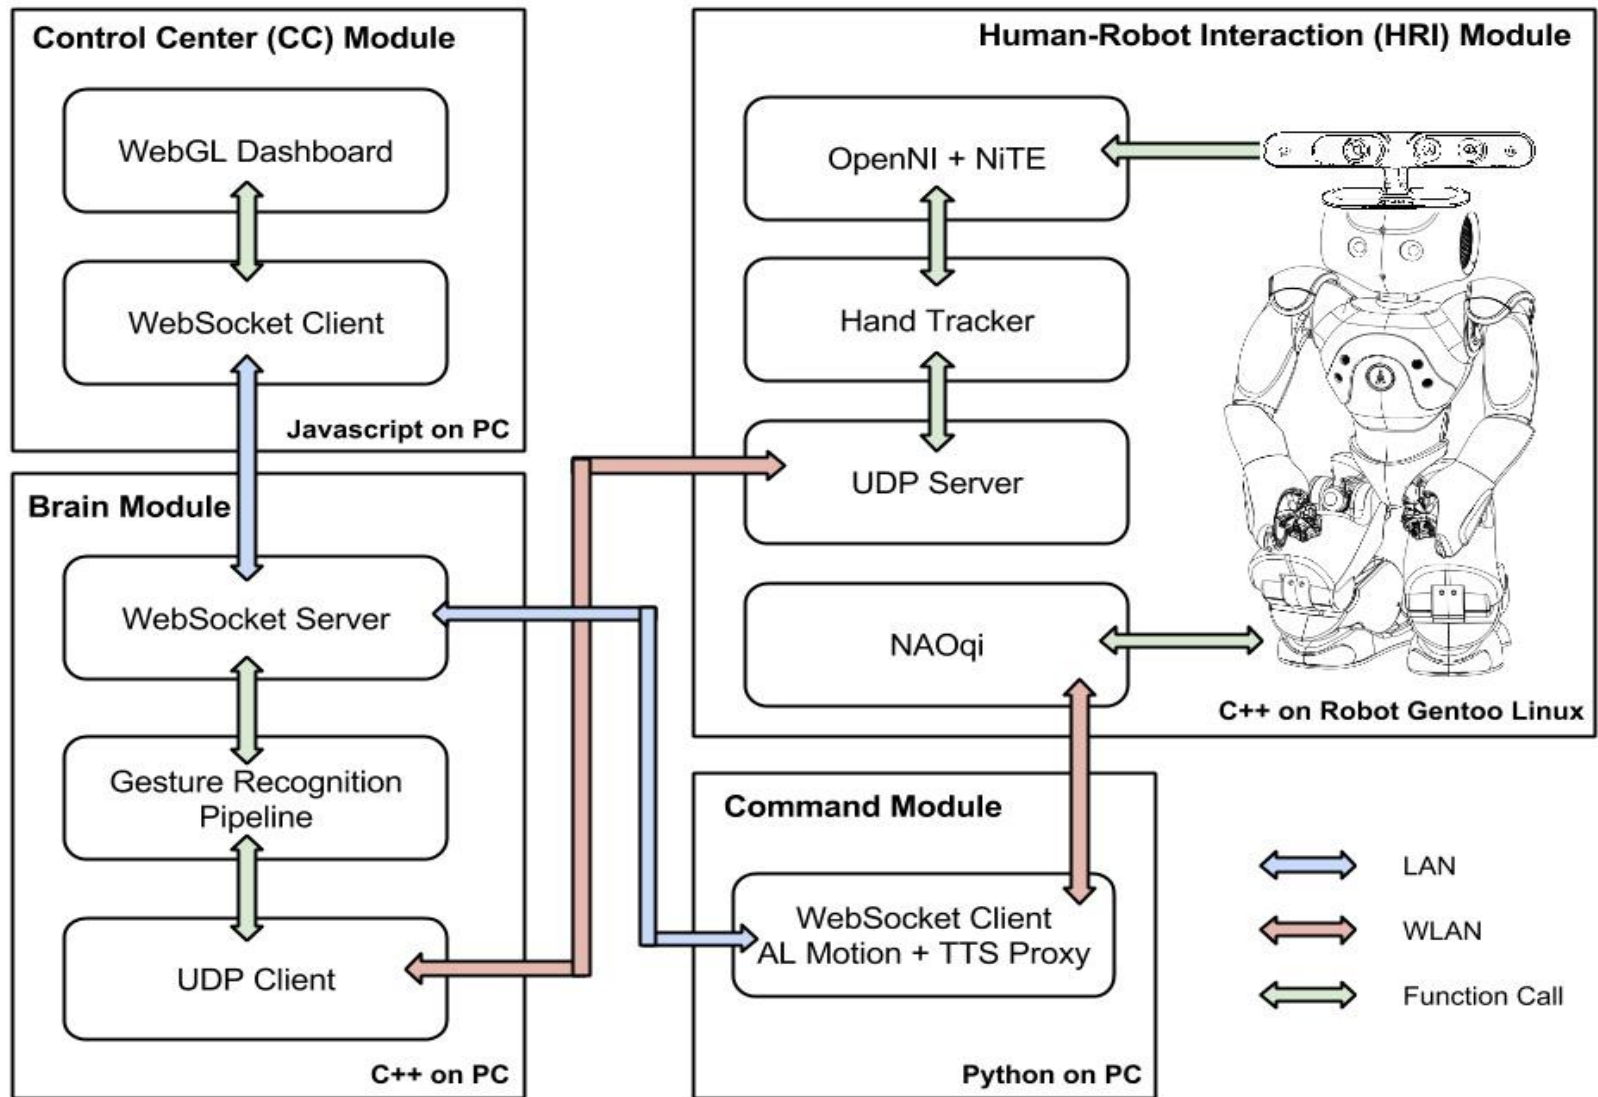 Control Center (CC) Module
WebGL Dashboard
WebSocket Client
Javascript on PC
Brain Module
WebSocket Server
Gesture Recognition
Pipeline
UDP Client
C++ on PC
Human-Robot Interaction (HRI) Module
OpenNI + NiTE
Hand Tracker
UDP Server
NAOqi
C++ on Robot Gentoo Linux
Command Module
WebSocket Client
AL Motion + TTS Proxy
Python on PC
LAN
WLAN
Function Call